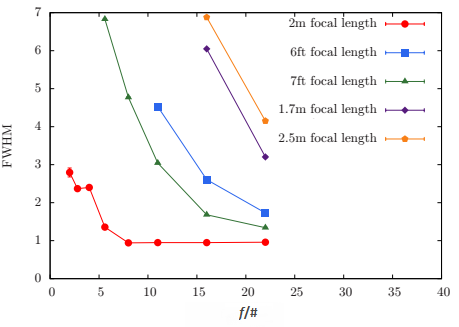 7
6
5
4
3
2
1
0
FWHM
0 5 10 15 20 25 30 35 40
f/#
2m focal length
6ft focal length
7ft focal length
1.7m focal length
2.5m focal length